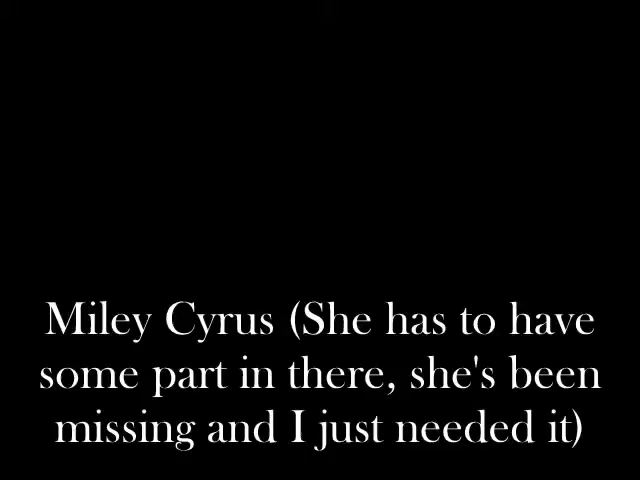 Miley Cyrus (She has to have
some part in there, she's been
missing and I just needed it)